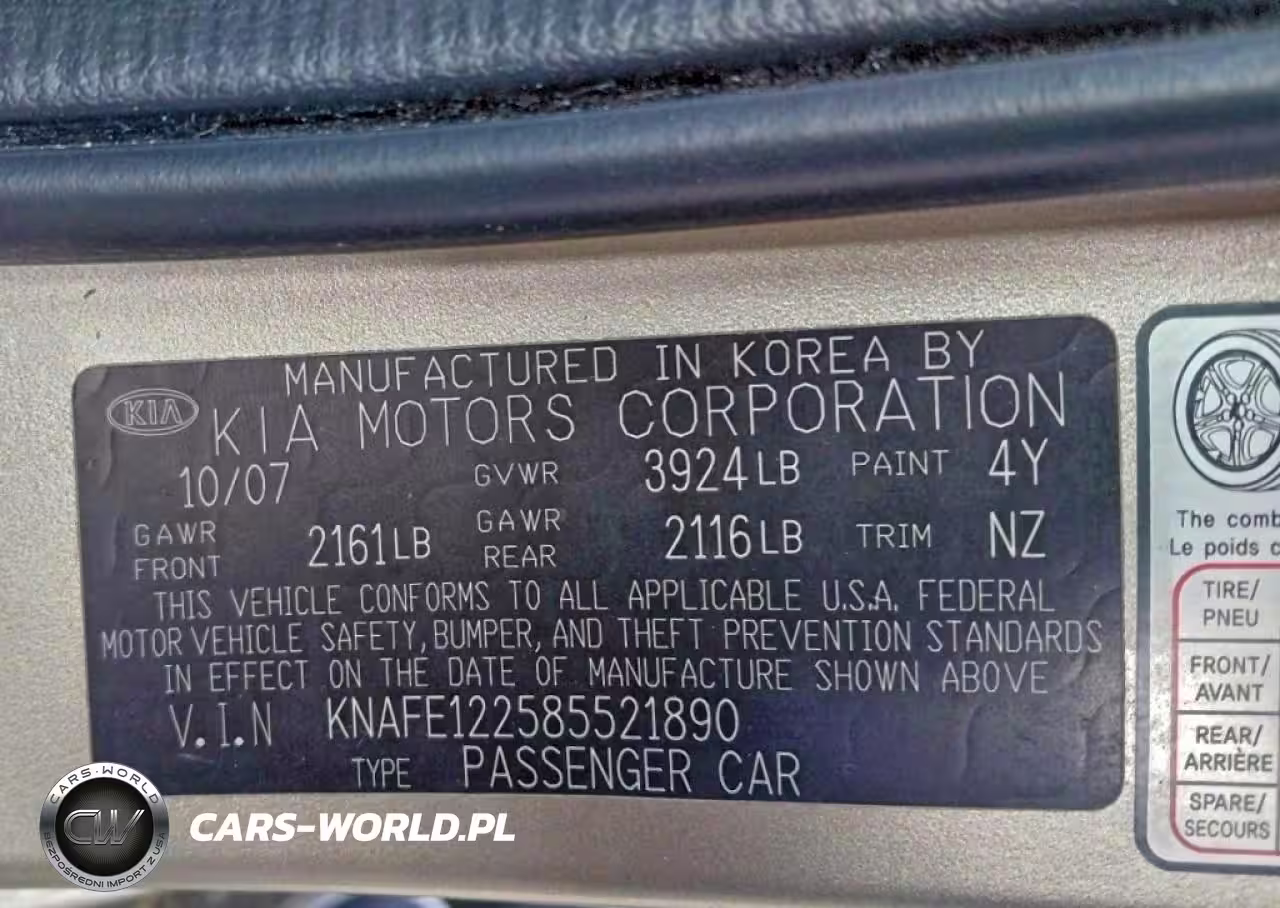 MANUFACTURED IN KOREA BY
KIA
KIA MOTORS CORPORATION
10/07 GVWR 3924LB PAINT 4Y
GAWR FRONT 2161LB GAWR REAR 2116LB TRIM NZ
THIS VEHICLE CONFORMS TO ALL APPLICABLE U.S.A. FEDERAL
MOTOR VEHICLE SAFETY, BUMPER, AND THEFT PREVENTION STANDARDS
IN EFFECT ON THE DATE OF MANUFACTURE SHOWN ABOVE
V.I.N KNAFE122585521890
TYPE PASSENGER CAR
The comb
Le poids c
TIRE/
PNEU
FRONT/
AVANT
REAR/
ARRIÈRE
SPARE/
SECOURS
CARS-WORLD
CW
BEZPOŚREDNI IMPORT Z USA
CARS-WORLD.PL